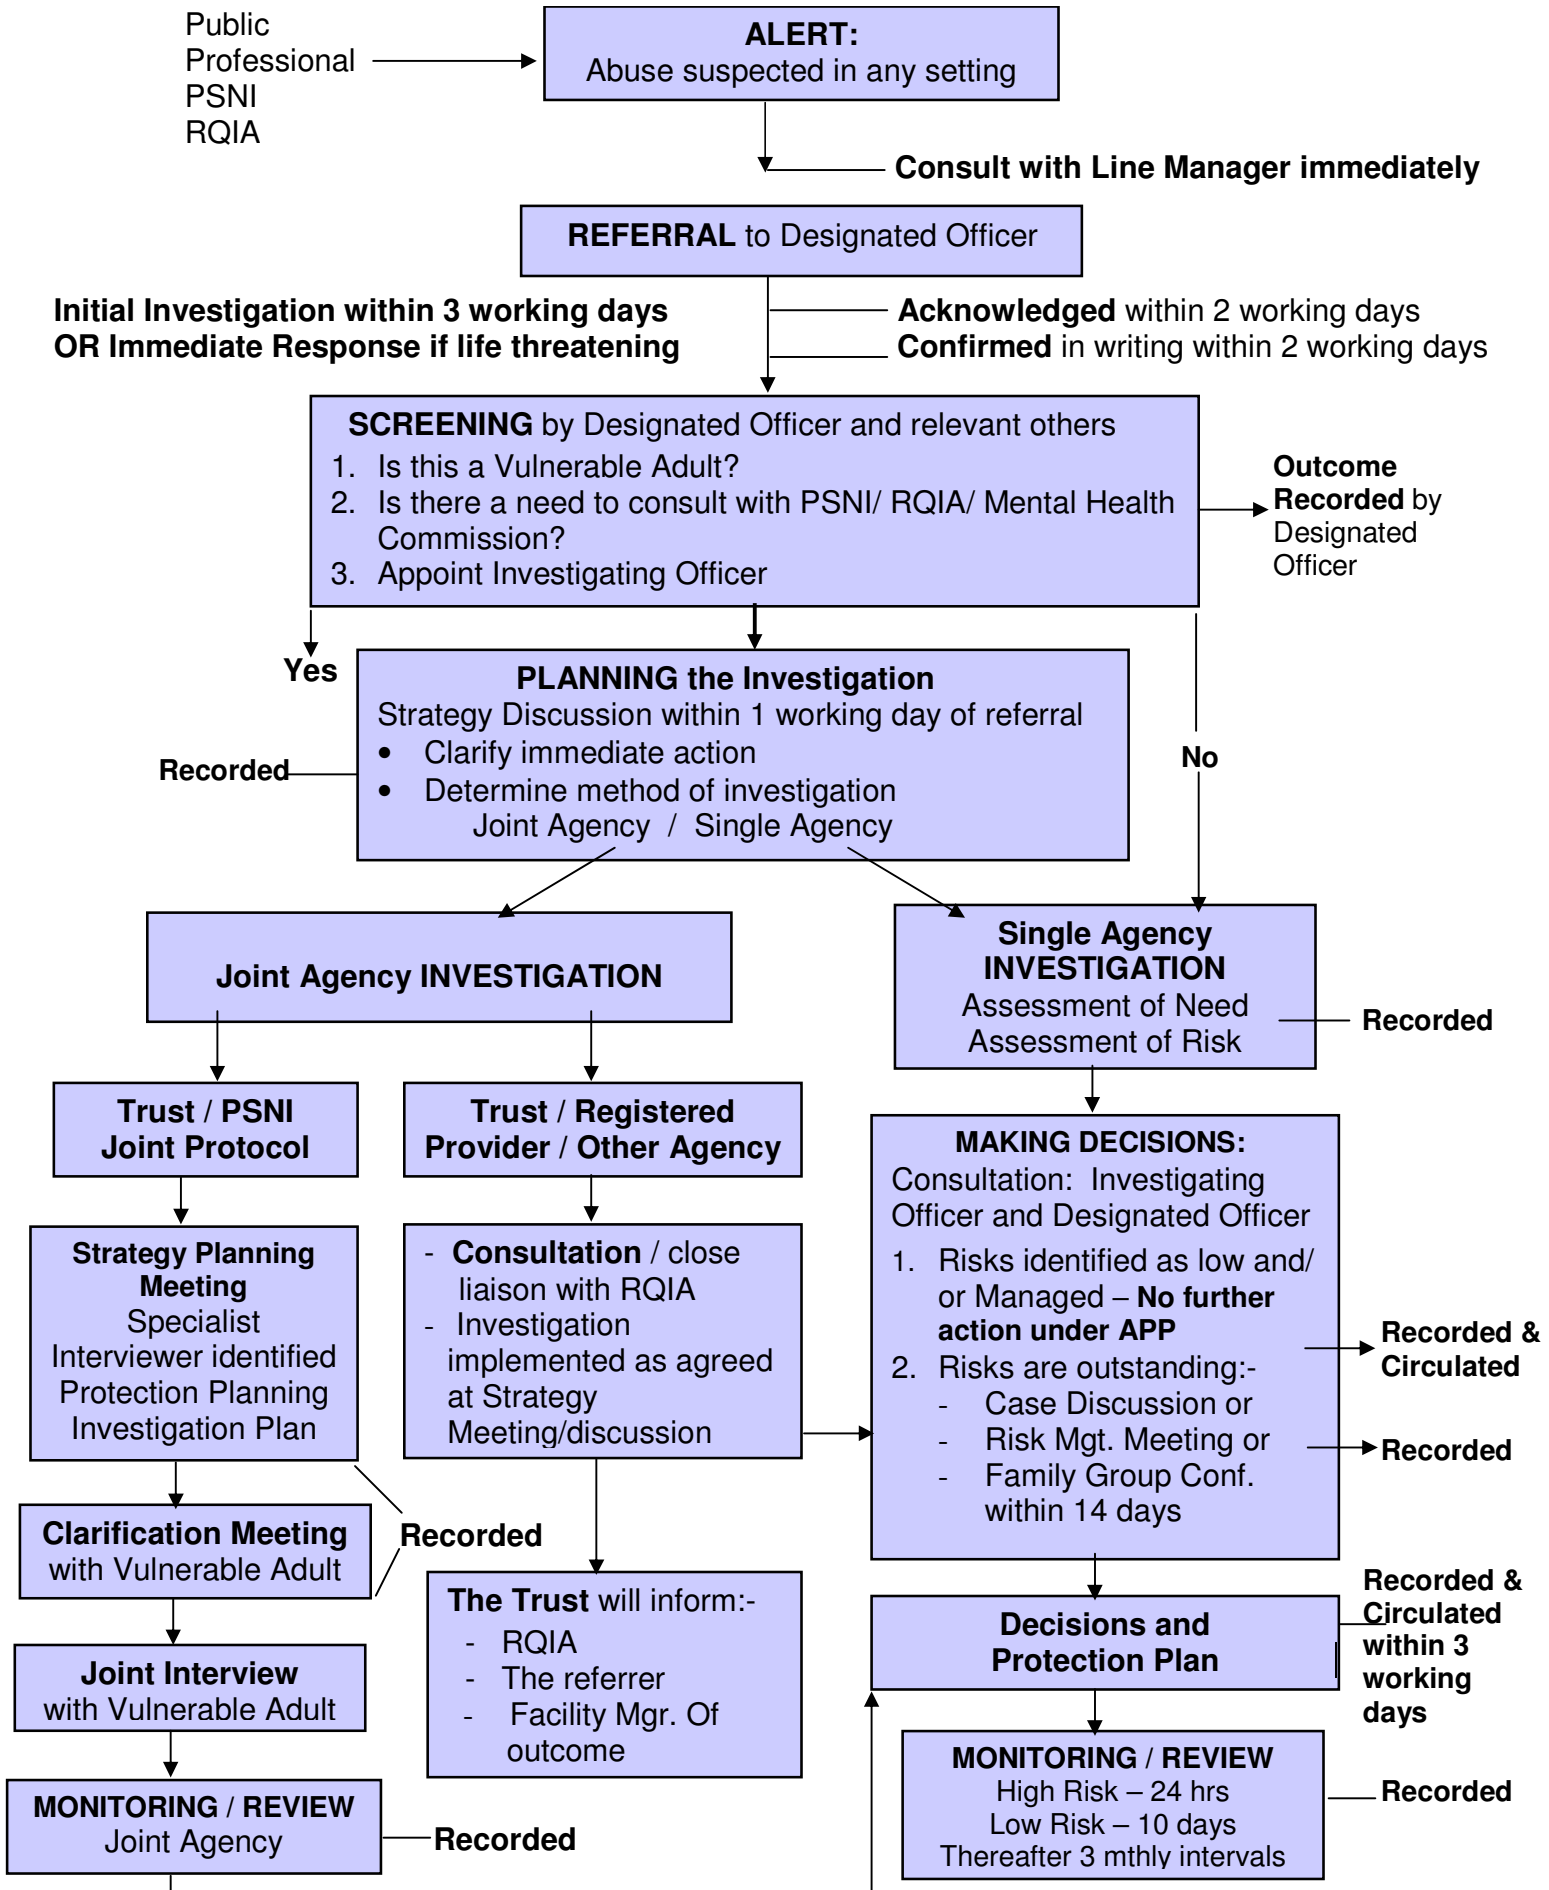 Public
Professional
PSNI
RQIA
ALERT:
Abuse suspected in any setting
Consult with Line Manager immediately
REFERRAL to Designated Officer
Initial Investigation within 3 working days
OR Immediate Response if life threatening
Acknowledged within 2 working days
Confirmed in writing within 2 working days
SCREENING by Designated Officer and relevant others
1. Is this a Vulnerable Adult?
2. Is there a need to consult with PSNI/ RQIA/ Mental Health
Commission?
3. Appoint Investigating Officer
Outcome
Recorded by
Designated
Officer
Yes
PLANNING the Investigation
Strategy Discussion within 1 working day of referral
• Clarify immediate action
• Determine method of investigation
Joint Agency / Single Agency
Recorded
No
Joint Agency INVESTIGATION
Single Agency
INVESTIGATION
Assessment of Need
Assessment of Risk
Recorded
Trust / PSNI
Joint Protocol
Trust / Registered
Provider / Other Agency
MAKING DECISIONS:
Consultation: Investigating
Officer and Designated Officer
1. Risks identified as low and/
or Managed – No further
action under APP
2. Risks are outstanding:-
- Case Discussion or
- Risk Mgt. Meeting or
- Family Group Conf.
within 14 days
Recorded &
Circulated
Recorded
Strategy Planning
Meeting
Specialist
Interviewer identified
Protection Planning
Investigation Plan
- Consultation / close
liaison with RQIA
- Investigation
implemented as agreed
at Strategy
Meeting/discussion
Clarification Meeting
with Vulnerable Adult
Recorded
The Trust will inform:-
- RQIA
- The referrer
- Facility Mgr. Of
outcome
Decisions and
Protection Plan
Recorded &
Circulated
within 3
working
days
Joint Interview
with Vulnerable Adult
MONITORING / REVIEW
High Risk – 24 hrs
Low Risk – 10 days
Thereafter 3 mthly intervals
Recorded
MONITORING / REVIEW
Joint Agency
Recorded